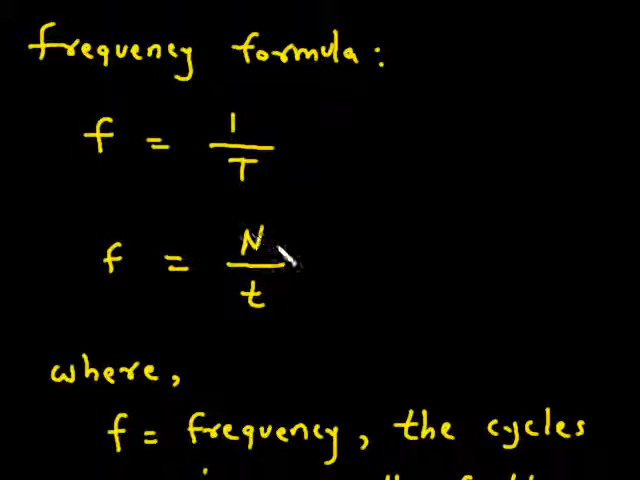 frequency formula:
f = 1/T
f = N/t
where,
f = frequency, the cycles